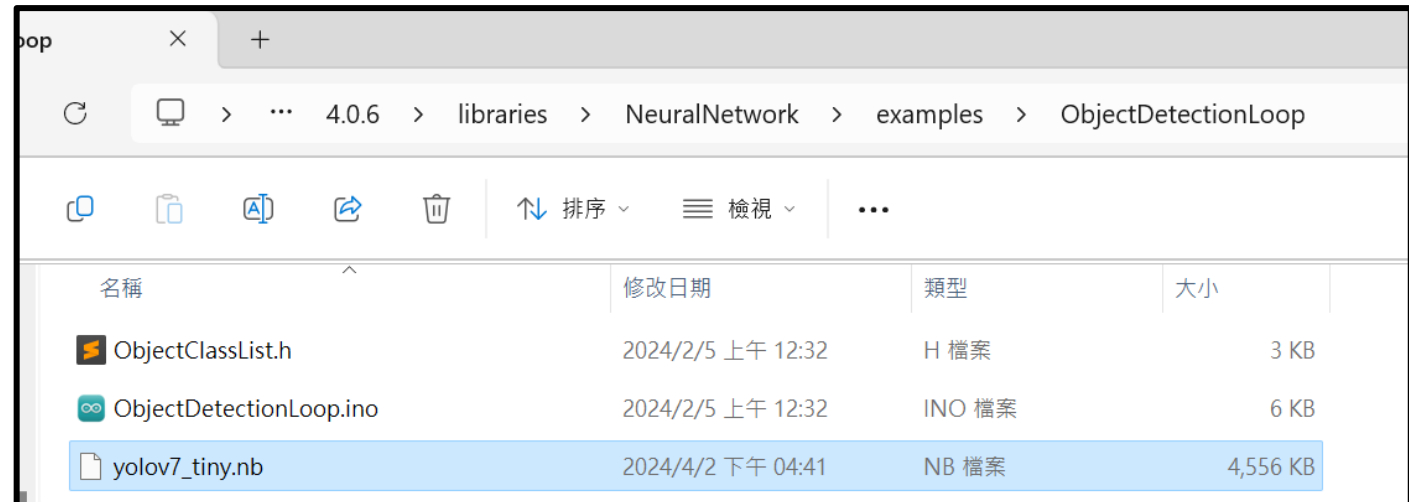 oop × +
> ··· 4.0.6 > libraries > NeuralNetwork > examples > ObjectDetectionLoop
排序 檢視 ···
名稱 修改日期 類型 大小
ObjectClassList.h 2024/2/5 上午 12:32 H 檔案 3 KB
ObjectDetectionLoop.ino 2024/2/5 上午 12:32 INO 檔案 6 KB
yolov7_tiny.nb 2024/4/2 下午 04:41 NB 檔案 4,556 KB